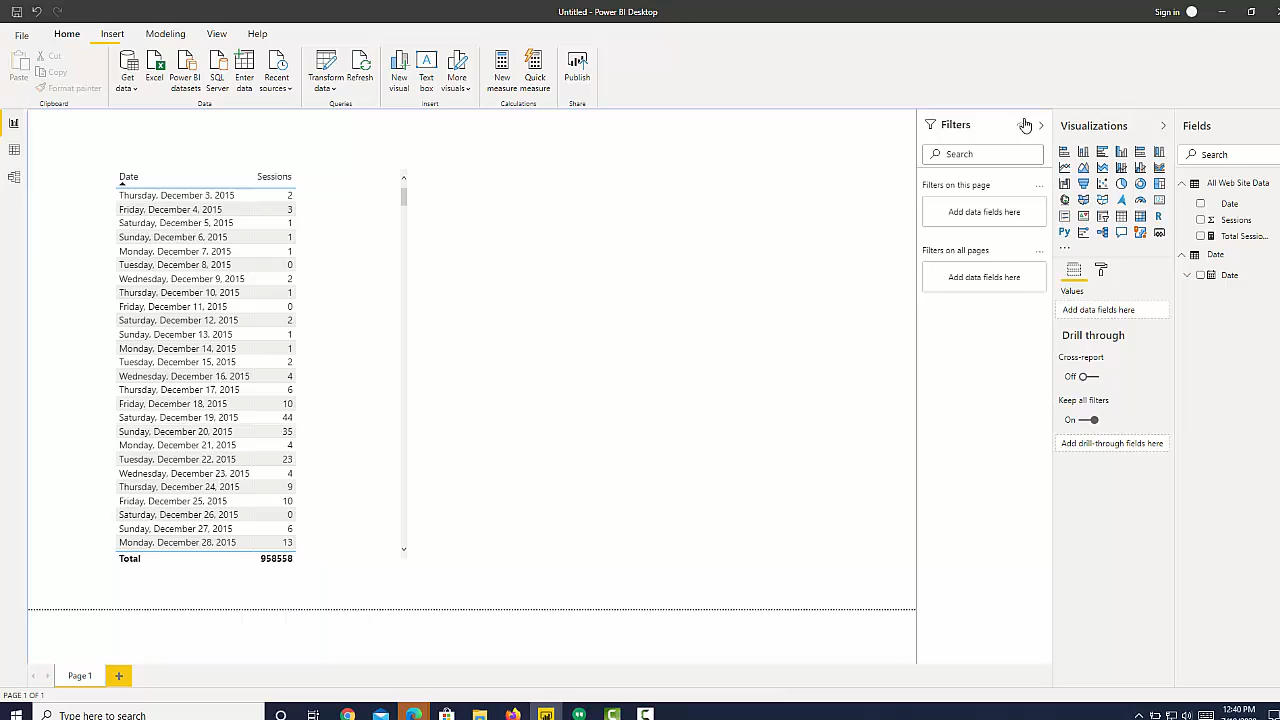 Untitled - Power BI Desktop
Sign in
File
Home
Insert
Modeling
View
Help
Paste
Cut
Copy
Format painter
Clipboard
Get data
Excel
Power BI datasets
SQL Server
Enter data
Recent sources
Data
Transform data
Refresh
Queries
New visual
Text box
More visuals
Insert
New measure
Quick measure
Calculations
Publish
Share
Date Sessions
Thursday, December 3, 2015 2
Friday, December 4, 2015 3
Saturday, December 5, 2015 1
Sunday, December 6, 2015 1
Monday, December 7, 2015 1
Tuesday, December 8, 2015 0
Wednesday, December 9, 2015 2
Thursday, December 10, 2015 1
Friday, December 11, 2015 0
Saturday, December 12, 2015 2
Sunday, December 13, 2015 1
Monday, December 14, 2015 1
Tuesday, December 15, 2015 2
Wednesday, December 16, 2015 4
Thursday, December 17, 2015 6
Friday, December 18, 2015 10
Saturday, December 19, 2015 44
Sunday, December 20, 2015 35
Monday, December 21, 2015 4
Tuesday, December 22, 2015 23
Wednesday, December 23, 2015 4
Thursday, December 24, 2015 9
Friday, December 25, 2015 10
Saturday, December 26, 2015 0
Sunday, December 27, 2015 6
Monday, December 28, 2015 13
Total 958558
Filters
Search
Filters on this page ...
Add data fields here
Filters on all pages ...
Add data fields here
Visualizations
R
Py
...
Values
Add data fields here
Drill through
Cross-report
Off
Keep all filters
On
Add drill-through fields here
Fields
Search
All Web Site Data
Date
Σ Sessions
Total Sessio...
Date
Date
Page 1
PAGE 1 OF 1
Type here to search
12:40 PM